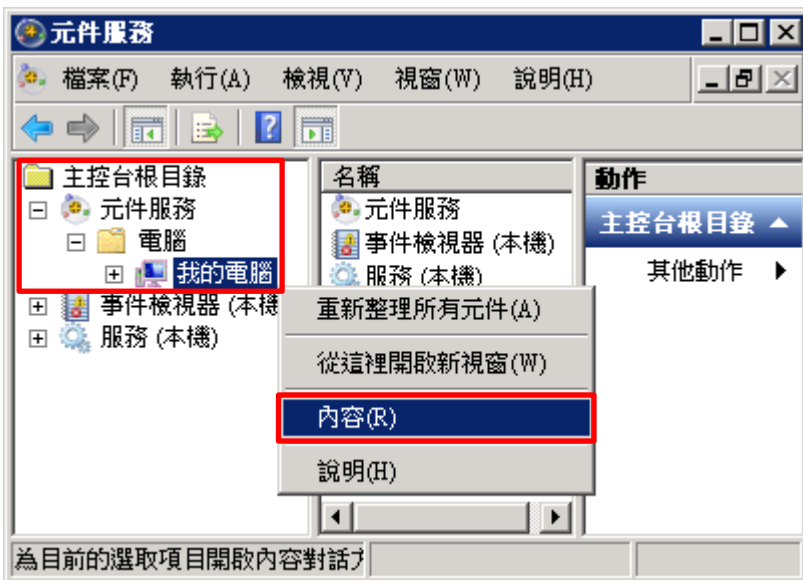 元件服務
檔案(F) 執行(A) 檢視(V) 視窗(W) 說明(H)
主控台根目錄
元件服務
電腦
我的電腦
事件檢視器 (本機
服務 (本機)
名稱
元件服務
事件檢視器 (本機)
服務 (本機)
動作
主控台根目錄
其他動作
重新整理所有元件(A)
從這裡開啟新視窗(W)
內容(R)
說明(H)
為目前的選取項目開啟內容對話方